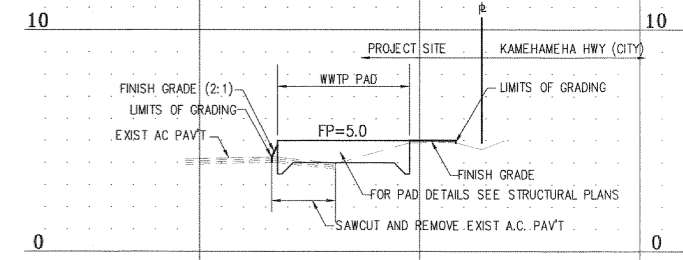 10
℄
10
PROJECT SITE
KAMEHAMEHA HWY (CITY)
WWTP PAD
FINISH GRADE (2:1)
LIMITS OF GRADING
LIMITS OF GRADING
EXIST AC PAV'T
FP=5.0
FINISH GRADE
FOR PAD DETAILS SEE STRUCTURAL PLANS
SAWCUT AND REMOVE EXIST A.C. PAV'T
0
0